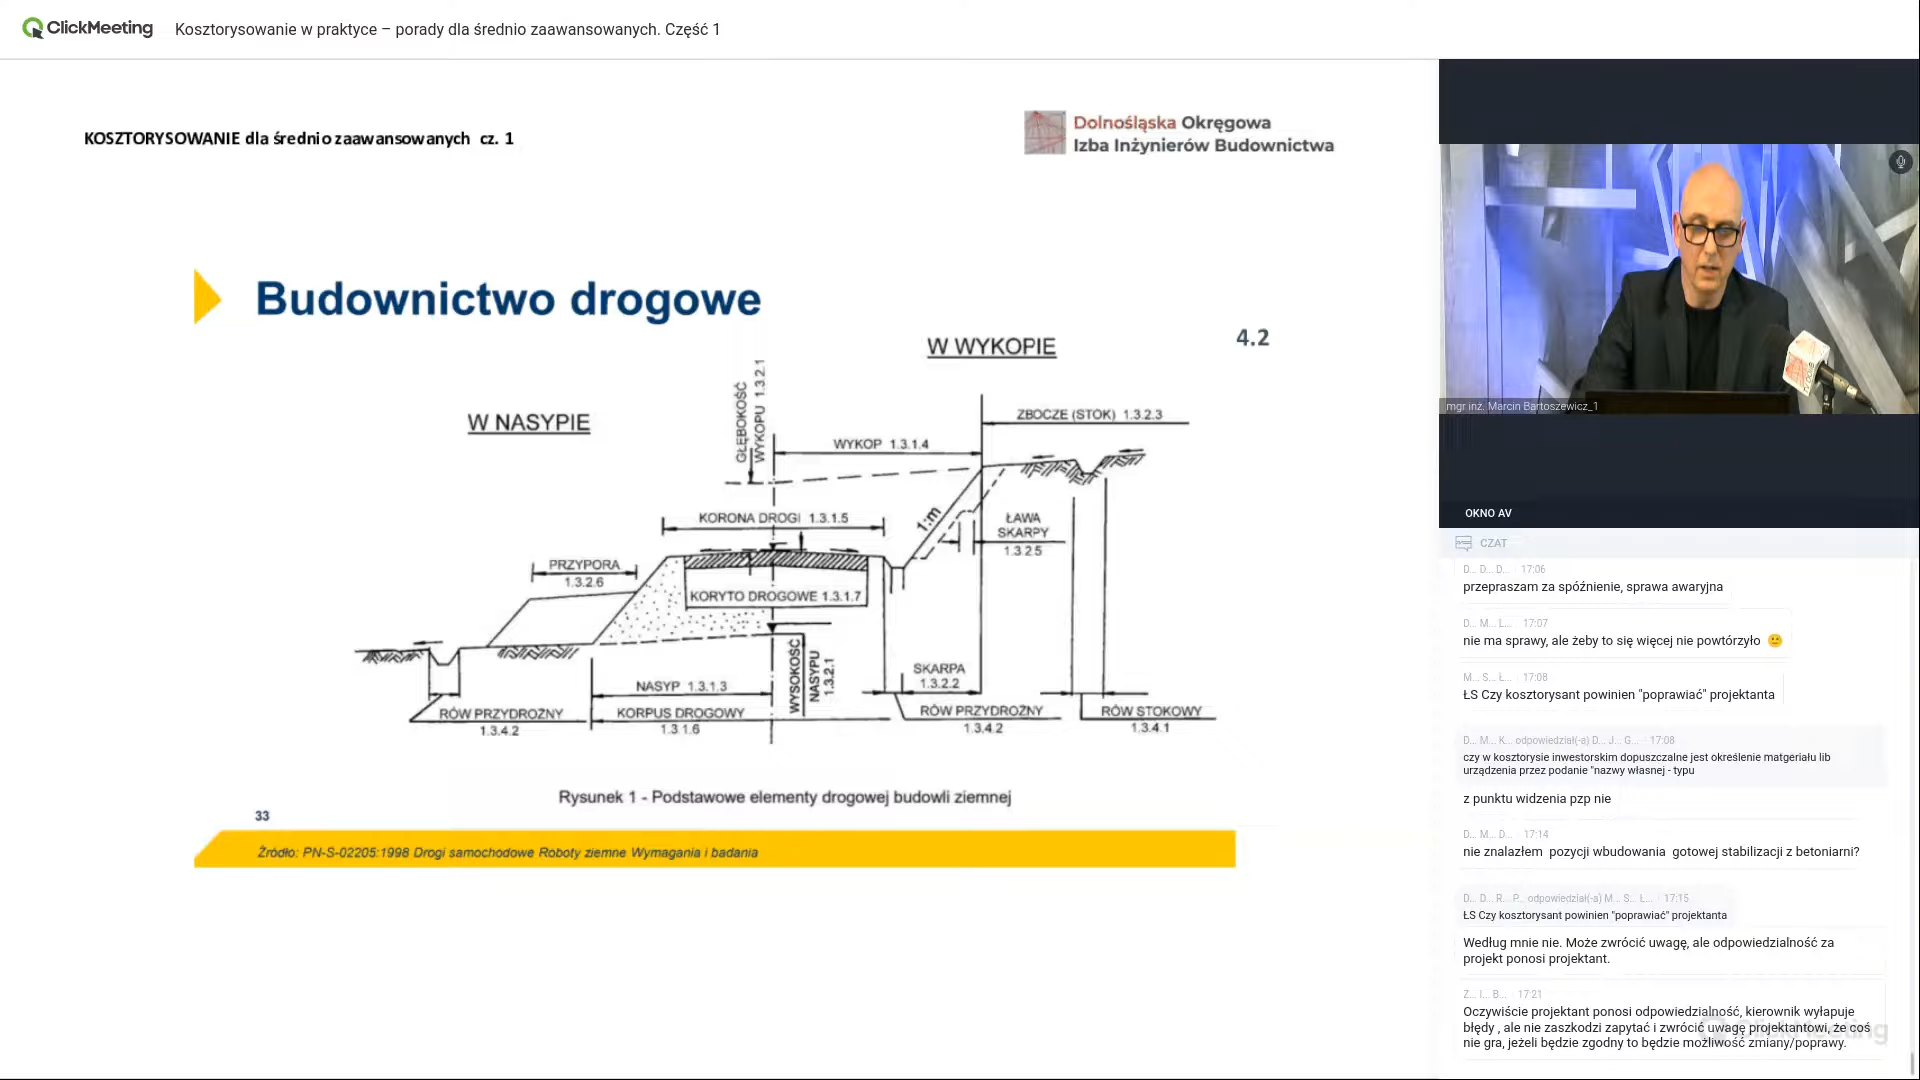 ClickMeeting
Kosztorysowanie w praktyce – porady dla średnio zaawansowanych. Część 1
KOSZTORYSOWANIE dla średnio zaawansowanych cz. 1
Dolnośląska Okręgowa
Izba Inżynierów Budownictwa
Budownictwo drogowe
4.2
W WYKOPIE
W NASYPIE
GŁĘBOKOŚĆ
WYKOPU 1.3.2.1
ZBOCZE (STOK) 1.3.2.3
WYKOP 1.3.1.4
KORONA DROGI 1.3.1.5
1:m
ŁAWA
SKARPY
1.3.2.5
PRZYPORA
1.3.2.6
KORYTO DROGOWE 1.3.1.7
WYSOKOŚĆ
NASYPU
1.3.2.1
SKARPA
1.3.2.2
NASYP 1.3.1.3
RÓW PRZYDROŻNY
1.3.4.2
KORPUS DROGOWY
1.3.1.6
RÓW PRZYDROŻNY
1.3.4.2
RÓW STOKOWY
1.3.4.1
Rysunek 1 - Podstawowe elementy drogowej budowli ziemnej
33
Źródło: PN-S-02205:1998 Drogi samochodowe Roboty ziemne Wymagania i badania
mgr inż. Marcin Bartoszewicz_1
OKNO AV
CZAT
D... D... D... · 17:06
przepraszam za spóźnienie, sprawa awaryjna
D... M... L... · 17:07
nie ma sprawy, ale żeby to się więcej nie powtórzyło 🙂
M... S... Ł... · 17:08
ŁS Czy kosztorysant powinien "poprawiać" projektanta
D... M... K... odpowiedział(-a) D... J... G... · 17:08
czy w kosztorysie inwestorskim dopuszczalne jest określenie matgeriału lib
urządzenia przez podanie "nazwy własnej - typu
z punktu widzenia pzp nie
D... M... D... · 17:14
nie znalazłem pozycji wbudowania gotowej stabilizacji z betoniarni?
D... D... R... P... odpowiedział(-a) M... S... Ł... · 17:15
ŁS Czy kosztorysant powinien "poprawiać" projektanta
Według mnie nie. Może zwrócić uwagę, ale odpowiedzialność za
projekt ponosi projektant.
Z... I... B... · 17:21
Oczywiście projektant ponosi odpowiedzialność, kierownik wyłapuje
błędy , ale nie zaszkodzi zapytać i zwrócić uwagę projektantowi, że coś
nie gra, jeżeli będzie zgodny to będzie możliwość zmiany/poprawy.
ClickMeeting